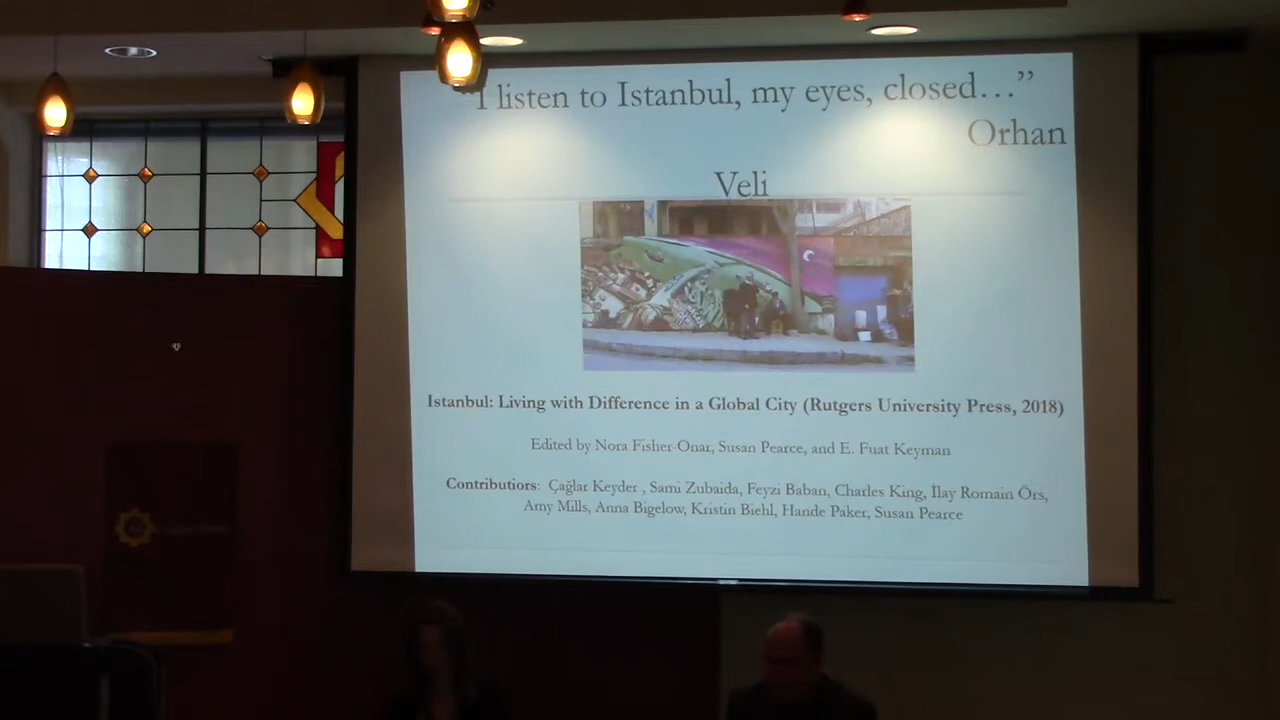 "I listen to Istanbul, my eyes, closed…"
Orhan
Veli
Istanbul: Living with Difference in a Global City (Rutgers University Press, 2018)
Edited by Nora Fisher-Onar, Susan Pearce, and E. Fuat Keyman
Contributiors: Çağlar Keyder , Sami Zubaida, Feyzi Baban, Charles King, İlay Romain Örs,
Amy Mills, Anna Bigelow, Kristin Biehl, Hande Paker, Susan Pearce